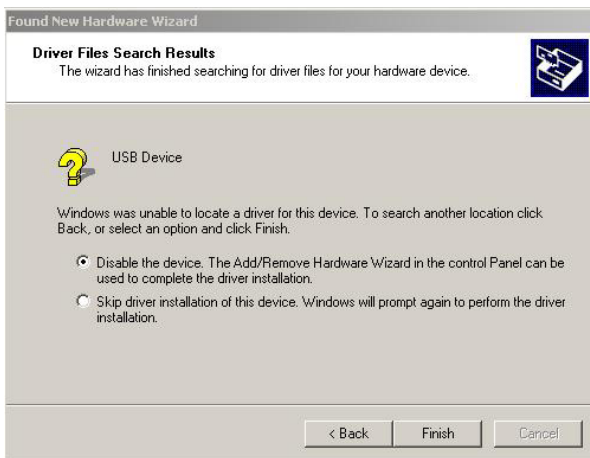 Found New Hardware Wizard
Driver Files Search Results
The wizard has finished searching for driver files for your hardware device.
USB Device
Windows was unable to locate a driver for this device. To search another location click
Back, or select an option and click Finish.
Disable the device. The Add/Remove Hardware Wizard in the control Panel can be
used to complete the driver installation.
Skip driver installation of this device. Windows will prompt again to perform the driver
installation.
< Back
Finish
Cancel